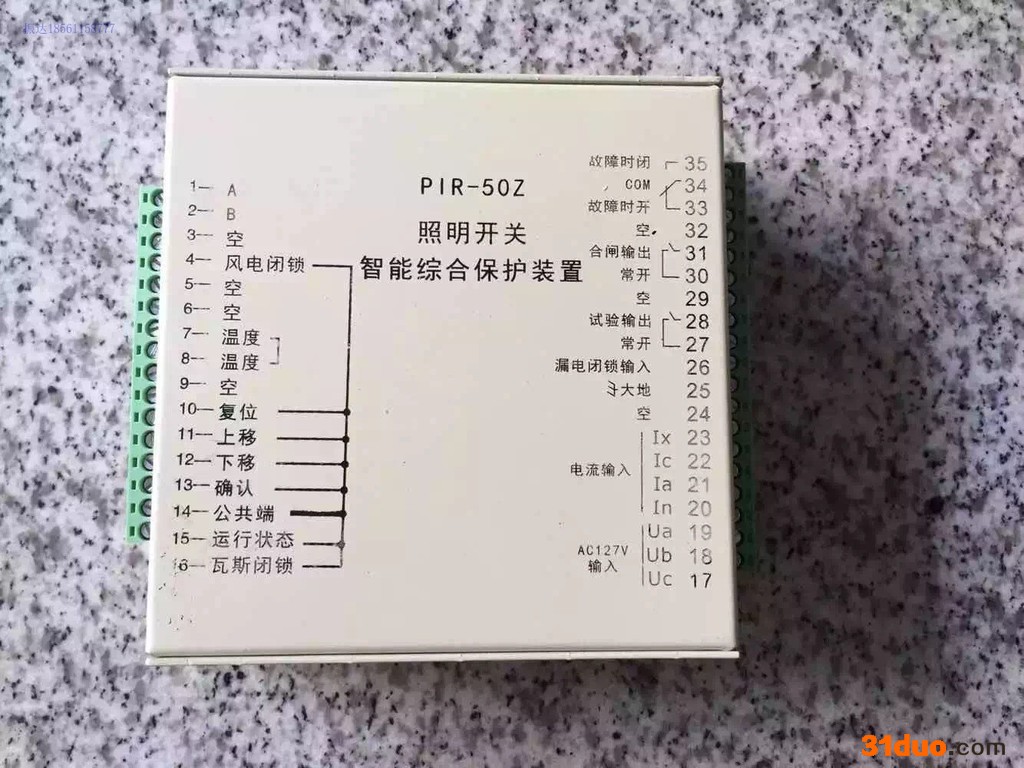 18661155777
PIR-50Z
照明开关
智能综合保护装置
1 A
2 B
3 空
4 风电闭锁
5 空
6 空
7 温度
8 温度
9 空
10 复位
11 上移
12 下移
13 确认
14 公共端
15 运行状态
16 瓦斯闭锁
故障时闭 35
COM 34
故障时开 33
空 32
合闸输出 31
常开 30
空 29
试验输出 28
常开 27
漏电闭锁输入 26
大地 25
空 24
电流输入
Ix 23
Ic 22
Ia 21
In 20
AC127V
输入
Ua 19
Ub 18
Uc 17
31duo.com